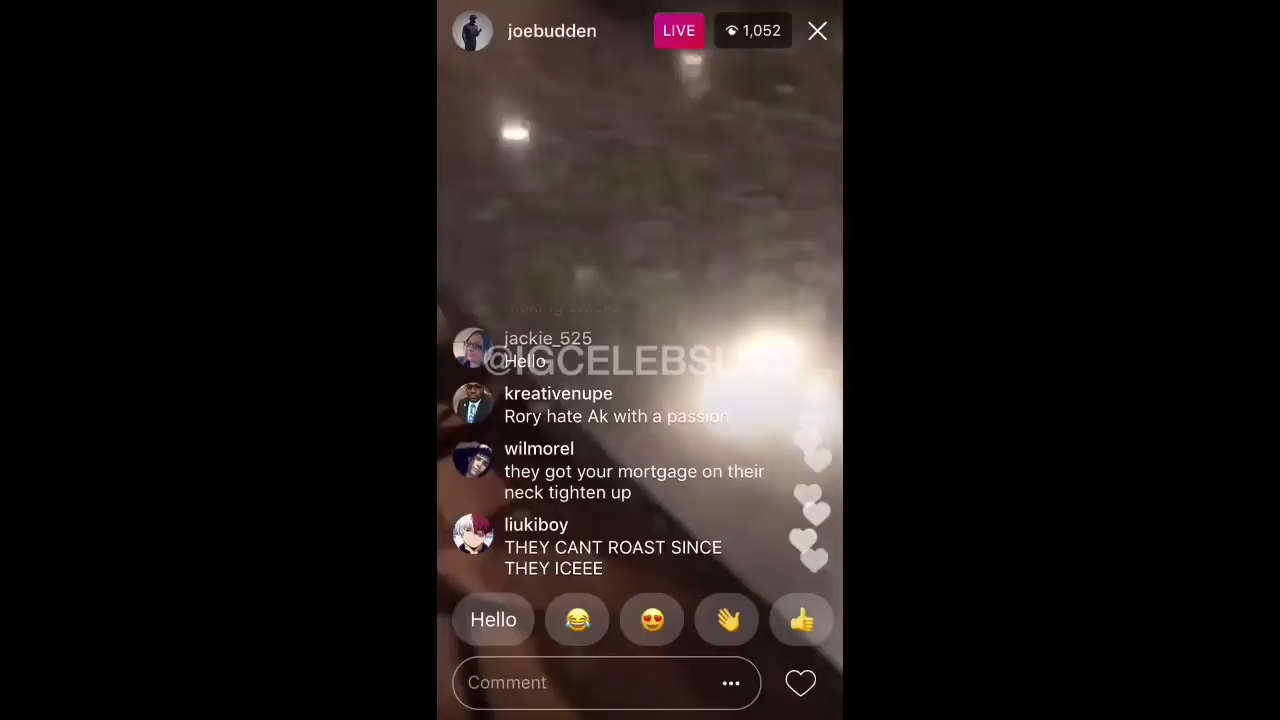 joebudden
LIVE
1,052
jackie_525
Hello
kreativenupe
Rory hate Ak with a passion
wilmorel
they got your mortgage on their
neck tighten up
liukiboy
THEY CANT ROAST SINCE
THEY ICEEE
Hello
Comment